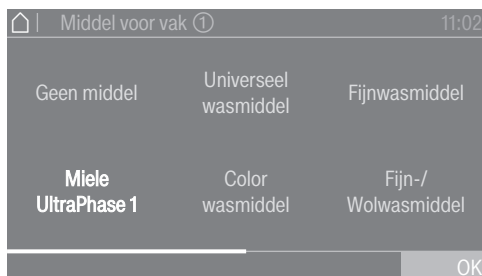 Middel voor vak ① 11:02
Geen middel
Universeel
wasmiddel
Fijnwasmiddel
Miele
UltraPhase 1
Color
wasmiddel
Fijn-/
Wolwasmiddel
OK